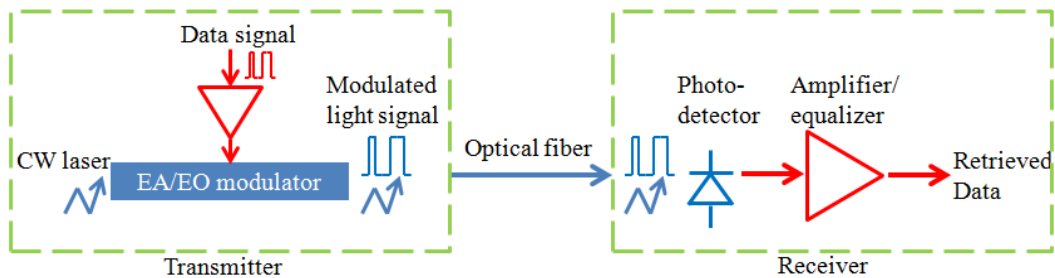 Data signal
Modulated
light signal
CW laser
EA/EO modulator
Transmitter
Optical fiber
Photo-
detector
Amplifier/
equalizer
Retrieved
Data
Receiver